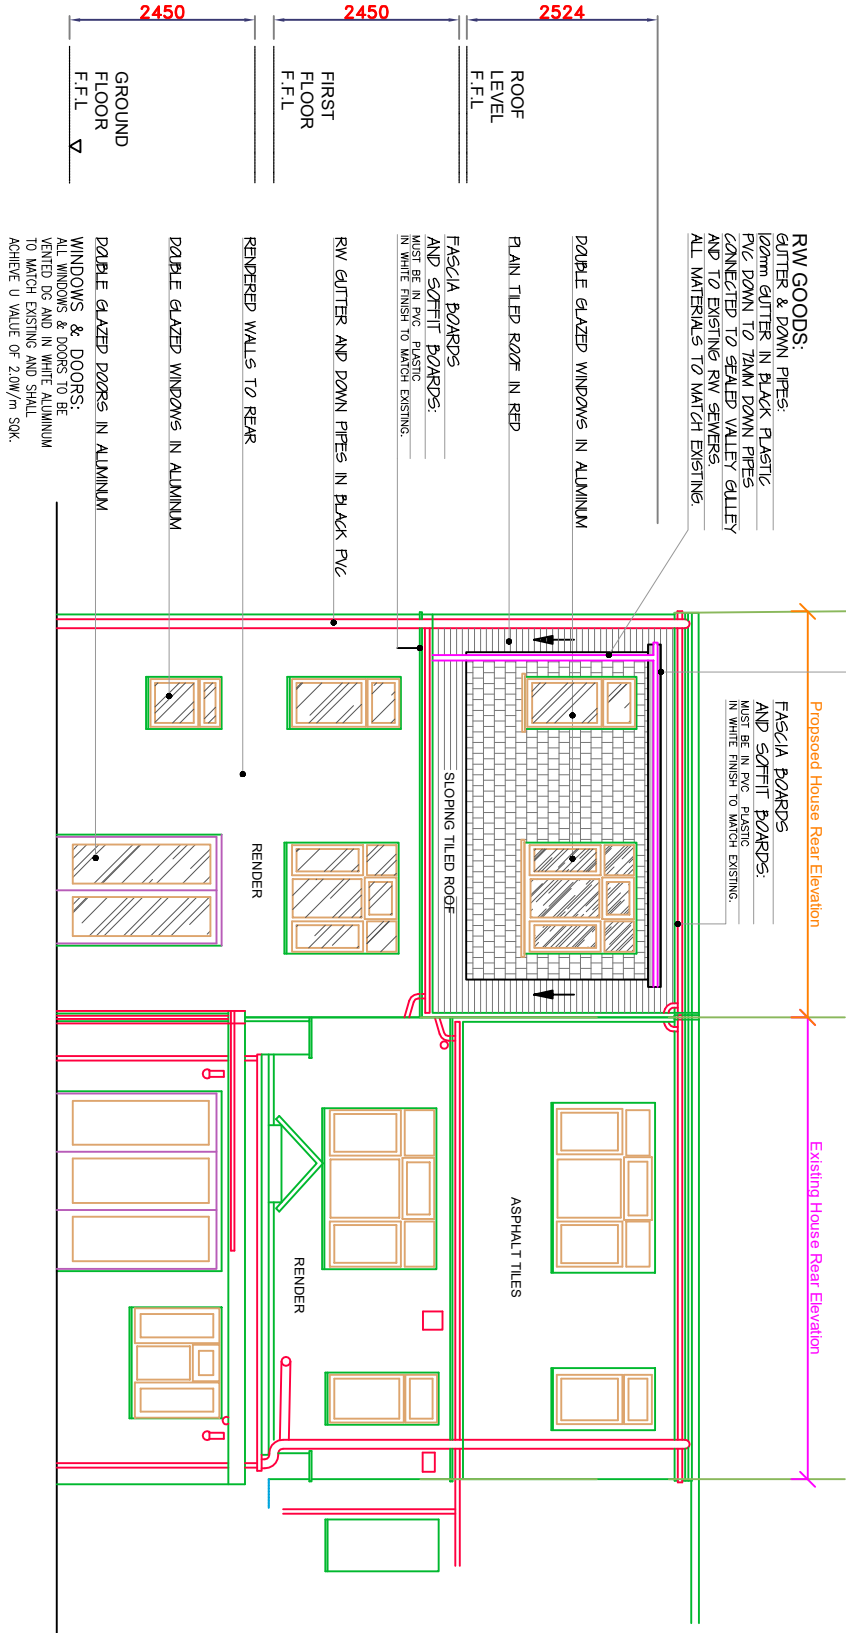 RW GOODS:
GUTTER & DOWN PIPES:
100mm GUTTER IN BLACK PLASTIC
PVC DOWN TO 72MM DOWN PIPES
CONNECTED TO SEALED VALLEY GULLEY
AND TO EXISTING RW SEWERS.
ALL MATERIALS TO MATCH EXISTING.
Propsoed House Rear Elevation
Existing House Rear Elevation
FASCIA BOARDS
AND SOFFIT BOARDS:
MUST BE IN PVC PLASTIC
IN WHITE FINISH TO MATCH EXISTING.
2524
ROOF
LEVEL
F.F.L
DOUBLE GLAZED WINDOWS IN ALUMINUM
PLAIN TILED ROOF IN RED
ASPHALT TILES
FASCIA BOARDS
AND SOFFIT BOARDS:
MUST BE IN PVC PLASTIC
IN WHITE FINISH TO MATCH EXISTING.
SLOPING TILED ROOF
2450
FIRST
FLOOR
F.F.L
RW GUTTER AND DOWN PIPES IN BLACK PVC
RENDER
RENDERED WALLS TO REAR
RENDER
2450
GROUND
FLOOR
F.F.L
DOUBLE GLAZED WINDOWS IN ALUMINUM
DOUBLE GLAZED DOORS IN ALUMINUM
WINDOWS & DOORS:
ALL WINDOWS & DOORS TO BE
VENTED DG AND IN WHITE ALUMINUM
TO MATCH EXISTING AND SHALL
ACHIEVE U VALUE OF 2.0W/m SQK.